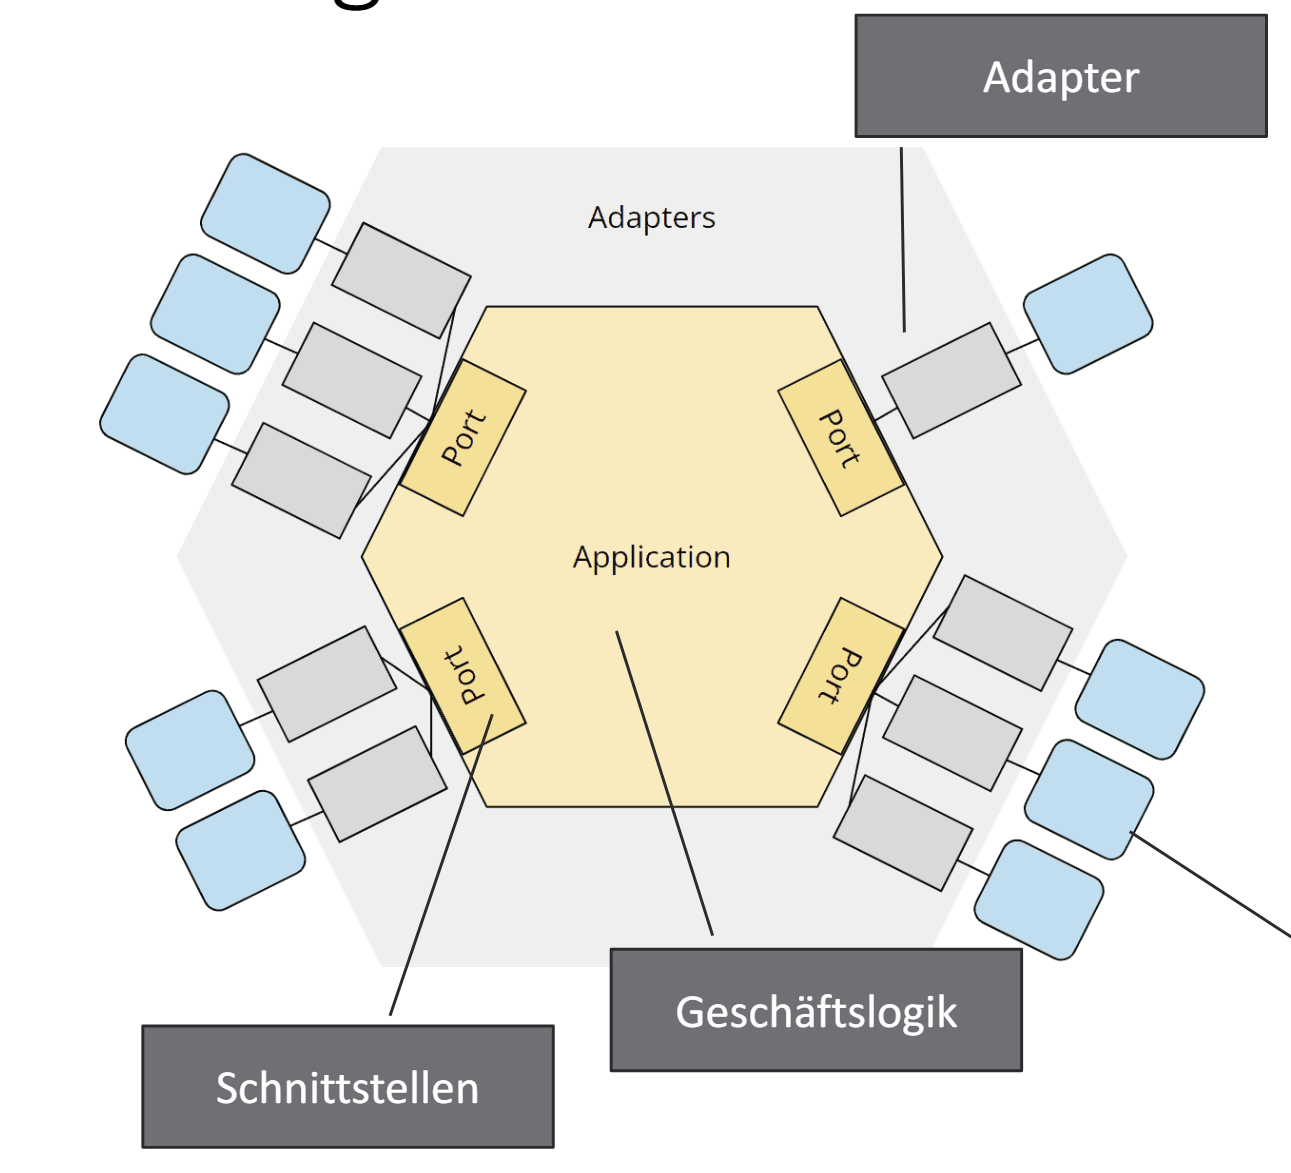 Adapter
Adapters
Port
Port
Application
Port
Port
Geschäftslogik
Schnittstellen